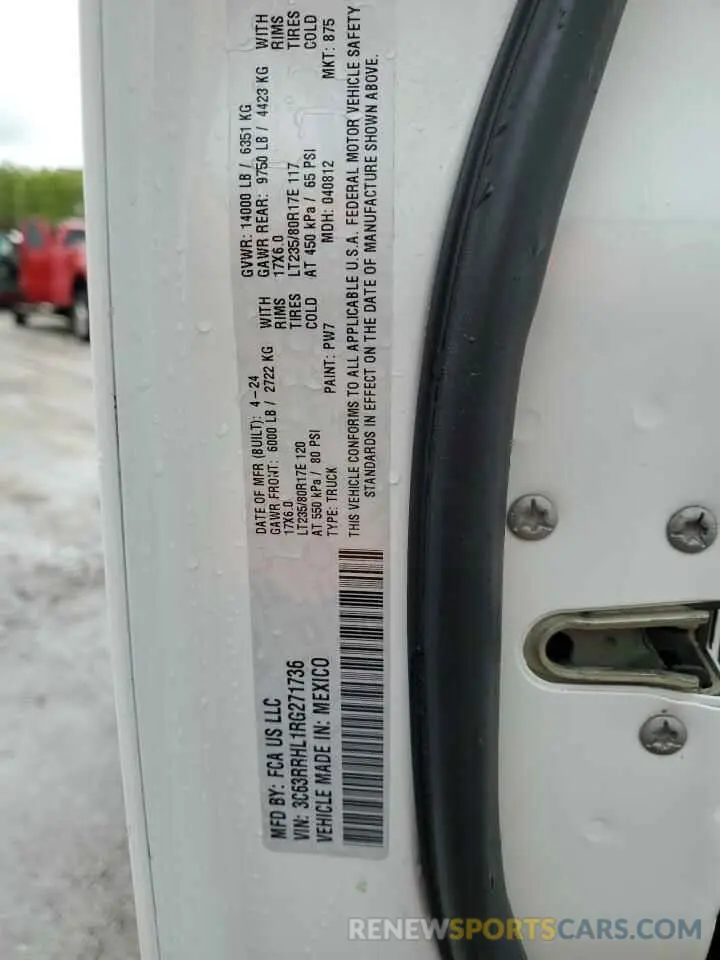 MFD BY: FCA US LLC
VIN: 3C63RRHL1RG271736
VEHICLE MADE IN: MEXICO
DATE OF MFR (BUILT): 4-24
GVWR: 14000 LB / 6351 KG
GAWR FRONT: 6000 LB / 2722 KG WITH
GAWR REAR: 9750 LB / 4423 KG WITH
17X6.0 RIMS
17X6.0 RIMS
LT235/80R17E 120 TIRES
LT235/80R17E 117 TIRES
AT 550 kPa / 80 PSI COLD
AT 450 kPa / 65 PSI COLD
TYPE: TRUCK PAINT: PW7 MDH: 040812 MKT: 875
THIS VEHICLE CONFORMS TO ALL APPLICABLE U.S.A. FEDERAL MOTOR VEHICLE SAFETY
STANDARDS IN EFFECT ON THE DATE OF MANUFACTURE SHOWN ABOVE.
RENEWSPORTSCARS.COM